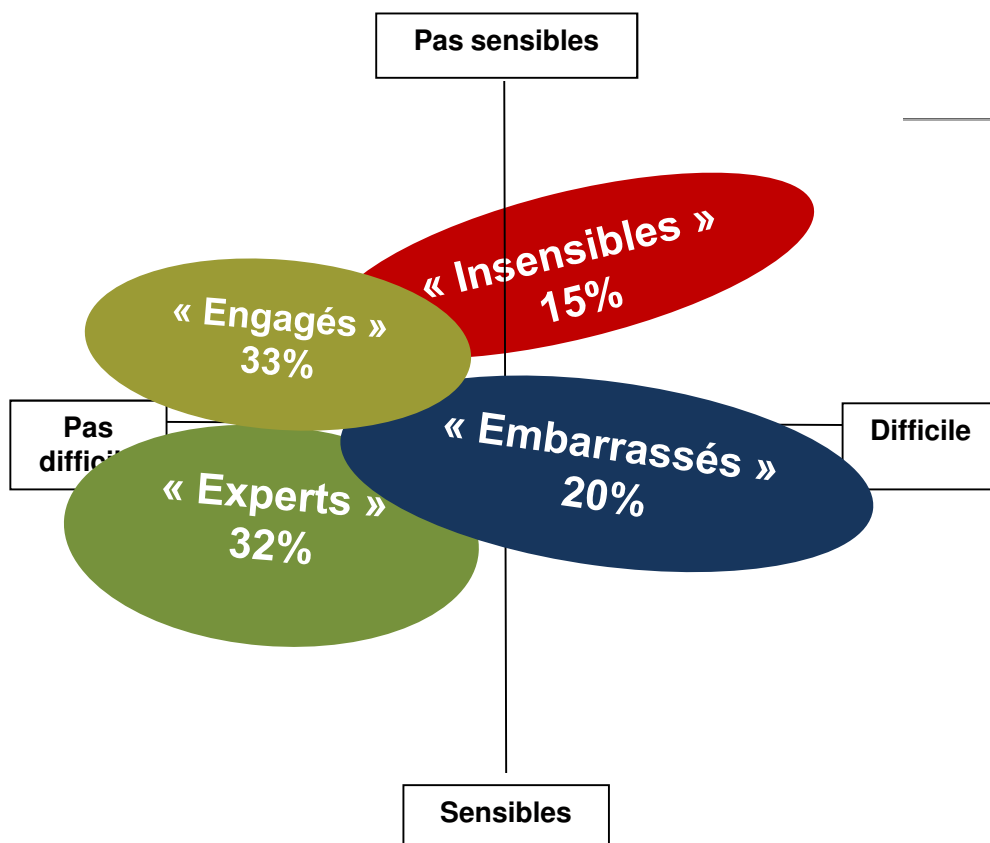 Pas sensibles
« Insensibles »
15%
« Engagés »
33%
Pas
Difficile
« Embarrassés »
20%
« Experts »
32%
Sensibles